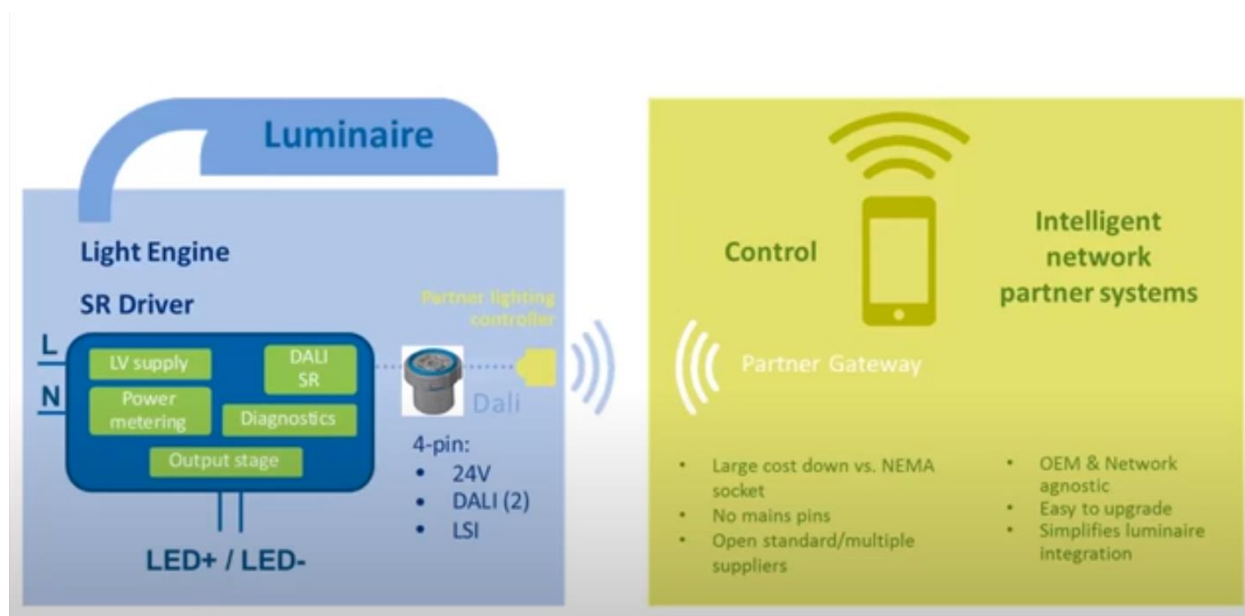 Luminaire
Light Engine
SR Driver
Partner lighting
controller
L
N
LV supply
DALI
SR
Power
metering
Diagnostics
Output stage
Dali
4-pin:
• 24V
• DALI (2)
• LSI
LED+ / LED-
Control
Intelligent
network
partner systems
Partner Gateway
• Large cost down vs. NEMA
socket
• No mains pins
• Open standard/multiple
suppliers
• OEM & Network
agnostic
• Easy to upgrade
• Simplifies luminaire
integration